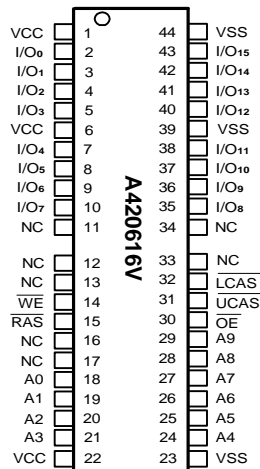 VCC 1 44 VSS
I/O0 2 43 I/O15
I/O1 3 42 I/O14
I/O2 4 41 I/O13
I/O3 5 40 I/O12
VCC 6 39 VSS
I/O4 7 38 I/O11
I/O5 8 37 I/O10
I/O6 9 36 I/O9
I/O7 10 35 I/O8
NC 11 34 NC
A420616V
NC 12 33 NC
NC 13 32 LCAS
WE 14 31 UCAS
RAS 15 30 OE
NC 16 29 A9
NC 17 28 A8
A0 18 27 A7
A1 19 26 A6
A2 20 25 A5
A3 21 24 A4
VCC 22 23 VSS